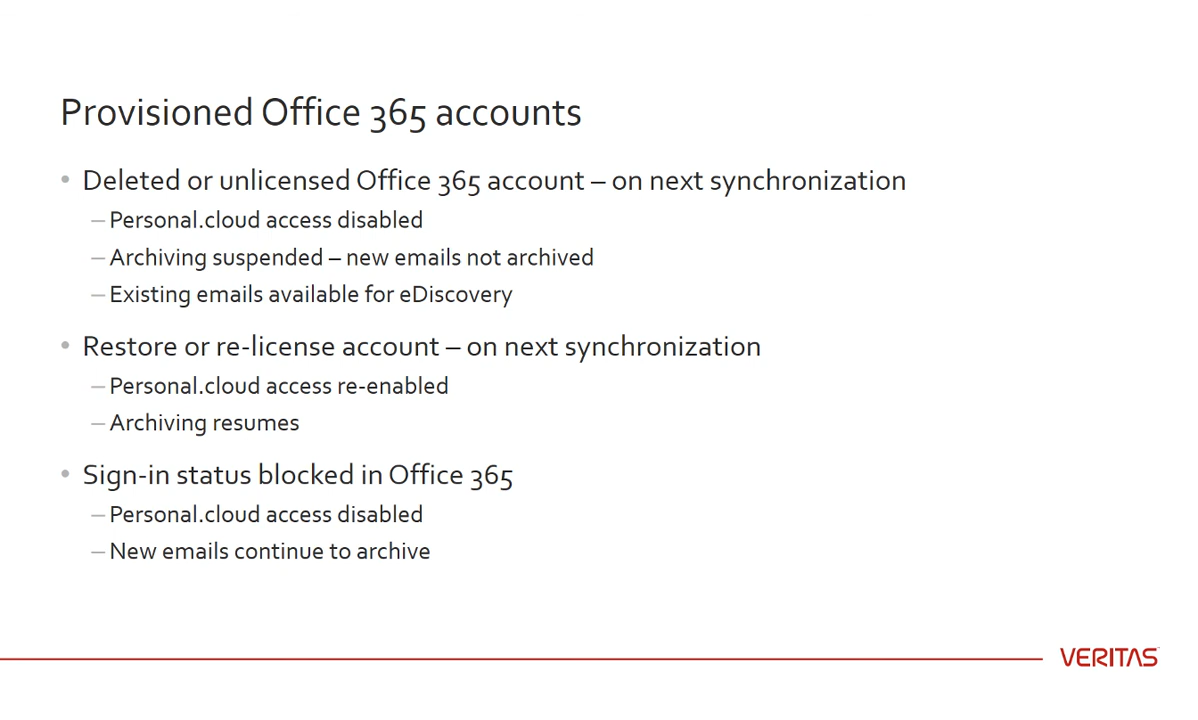 Provisioned Office 365 accounts
• Deleted or unlicensed Office 365 account – on next synchronization
– Personal.cloud access disabled
– Archiving suspended – new emails not archived
– Existing emails available for eDiscovery
• Restore or re-license account – on next synchronization
– Personal.cloud access re-enabled
– Archiving resumes
• Sign-in status blocked in Office 365
– Personal.cloud access disabled
– New emails continue to archive
VERITAS